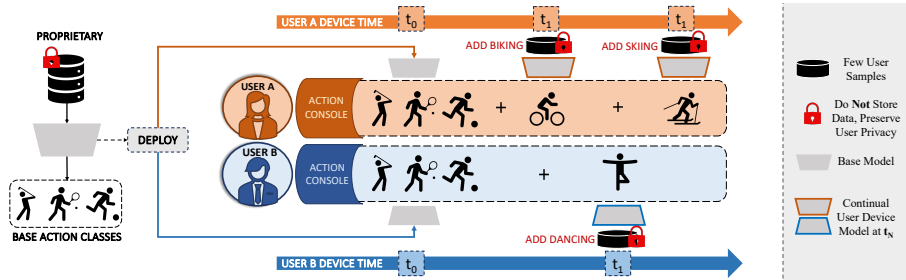 USER A DEVICE TIME
t0
t1
t1
PROPRIETARY
ADD BIKING
ADD SKIING
USER A
ACTION
CONSOLE
+
+
DEPLOY
USER B
ACTION
CONSOLE
+
BASE ACTION CLASSES
ADD DANCING
USER B DEVICE TIME
t0
t1
Few User
Samples
Do Not Store
Data, Preserve
User Privacy
Base Model
Continual
User Device
Model at tN